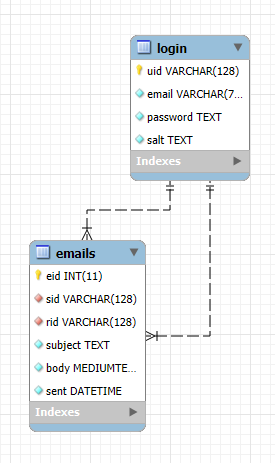 login
uid VARCHAR(128)
email VARCHAR(7...
password TEXT
salt TEXT
Indexes
emails
eid INT(11)
sid VARCHAR(128)
rid VARCHAR(128)
subject TEXT
body MEDIUMTE...
sent DATETIME
Indexes